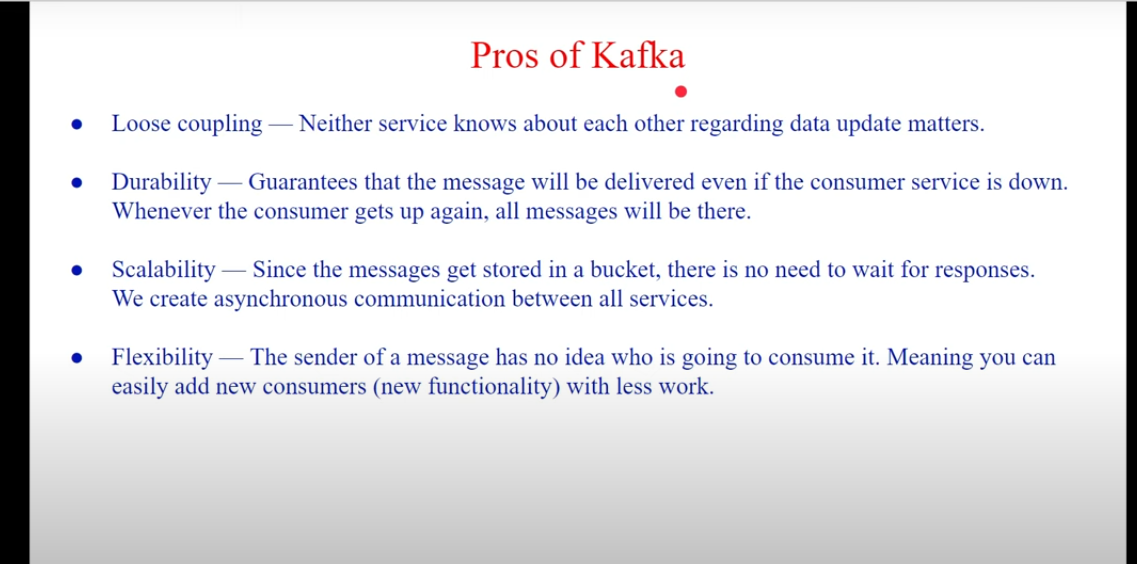 Pros of Kafka
● Loose coupling — Neither service knows about each other regarding data update matters.
● Durability — Guarantees that the message will be delivered even if the consumer service is down.
Whenever the consumer gets up again, all messages will be there.
● Scalability — Since the messages get stored in a bucket, there is no need to wait for responses.
We create asynchronous communication between all services.
● Flexibility — The sender of a message has no idea who is going to consume it. Meaning you can
easily add new consumers (new functionality) with less work.